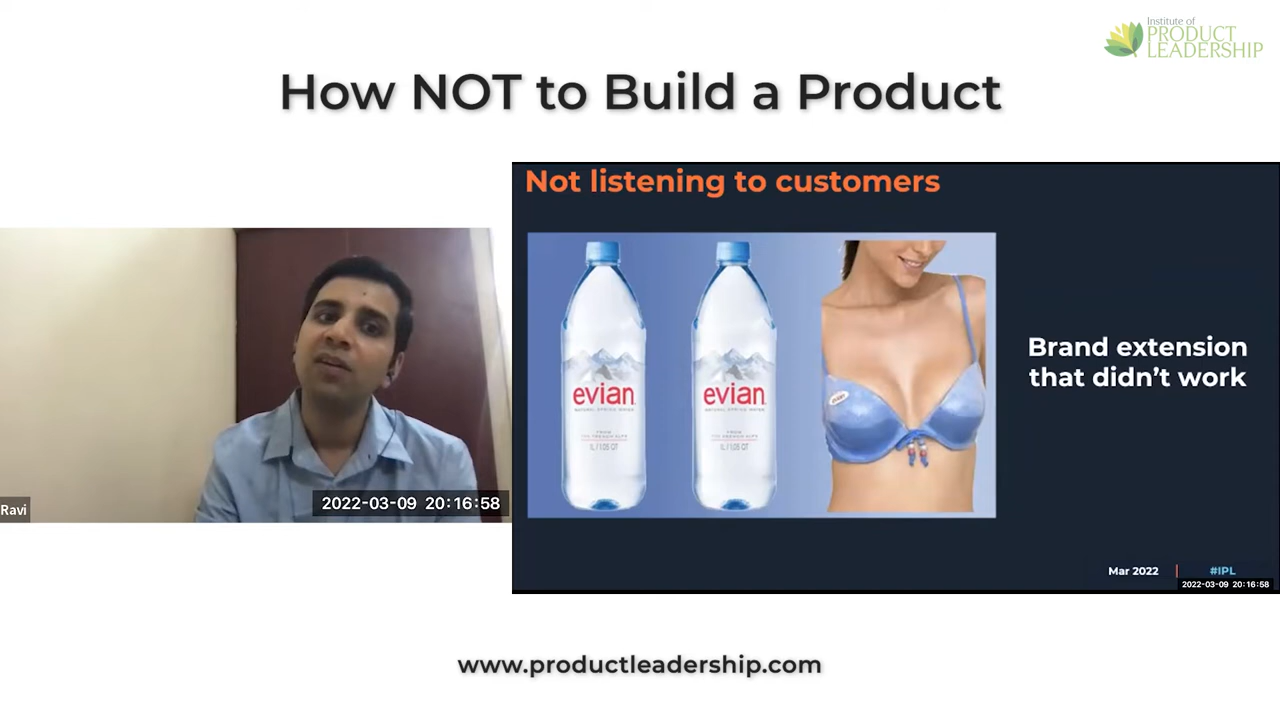 Institute of
PRODUCT
LEADERSHIP
How NOT to Build a Product
Not listening to customers
evian
evian
Brand extension
that didn’t work
Ravi
2022-03-09 20:16:58
Mar 2022 | #IPL
2022-03-09 20:16:58
www.productleadership.com